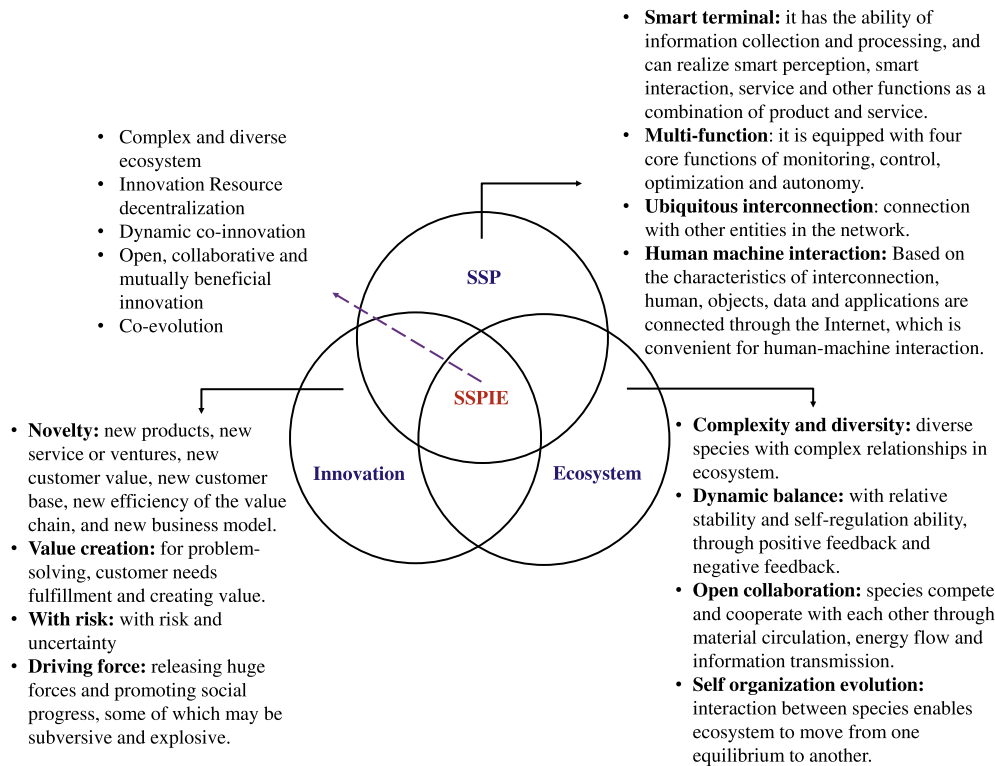 • Smart terminal: it has the ability of
information collection and processing, and
can realize smart perception, smart
interaction, service and other functions as a
combination of product and service.
• Multi-function: it is equipped with four
core functions of monitoring, control,
optimization and autonomy.
• Ubiquitous interconnection: connection
with other entities in the network.
• Human machine interaction: Based on
the characteristics of interconnection,
human, objects, data and applications are
connected through the Internet, which is
convenient for human-machine interaction.
• Complex and diverse
ecosystem
• Innovation Resource
decentralization
• Dynamic co-innovation
• Open, collaborative and
mutually beneficial
innovation
• Co-evolution
SSP
SSPIE
Innovation
Ecosystem
• Novelty: new products, new
service or ventures, new
customer value, new customer
base, new efficiency of the value
chain, and new business model.
• Value creation: for problem-
solving, customer needs
fulfillment and creating value.
• With risk: with risk and
uncertainty
• Driving force: releasing huge
forces and promoting social
progress, some of which may be
subversive and explosive.
• Complexity and diversity: diverse
species with complex relationships in
ecosystem.
• Dynamic balance: with relative
stability and self-regulation ability,
through positive feedback and
negative feedback.
• Open collaboration: species compete
and cooperate with each other through
material circulation, energy flow and
information transmission.
• Self organization evolution:
interaction between species enables
ecosystem to move from one
equilibrium to another.